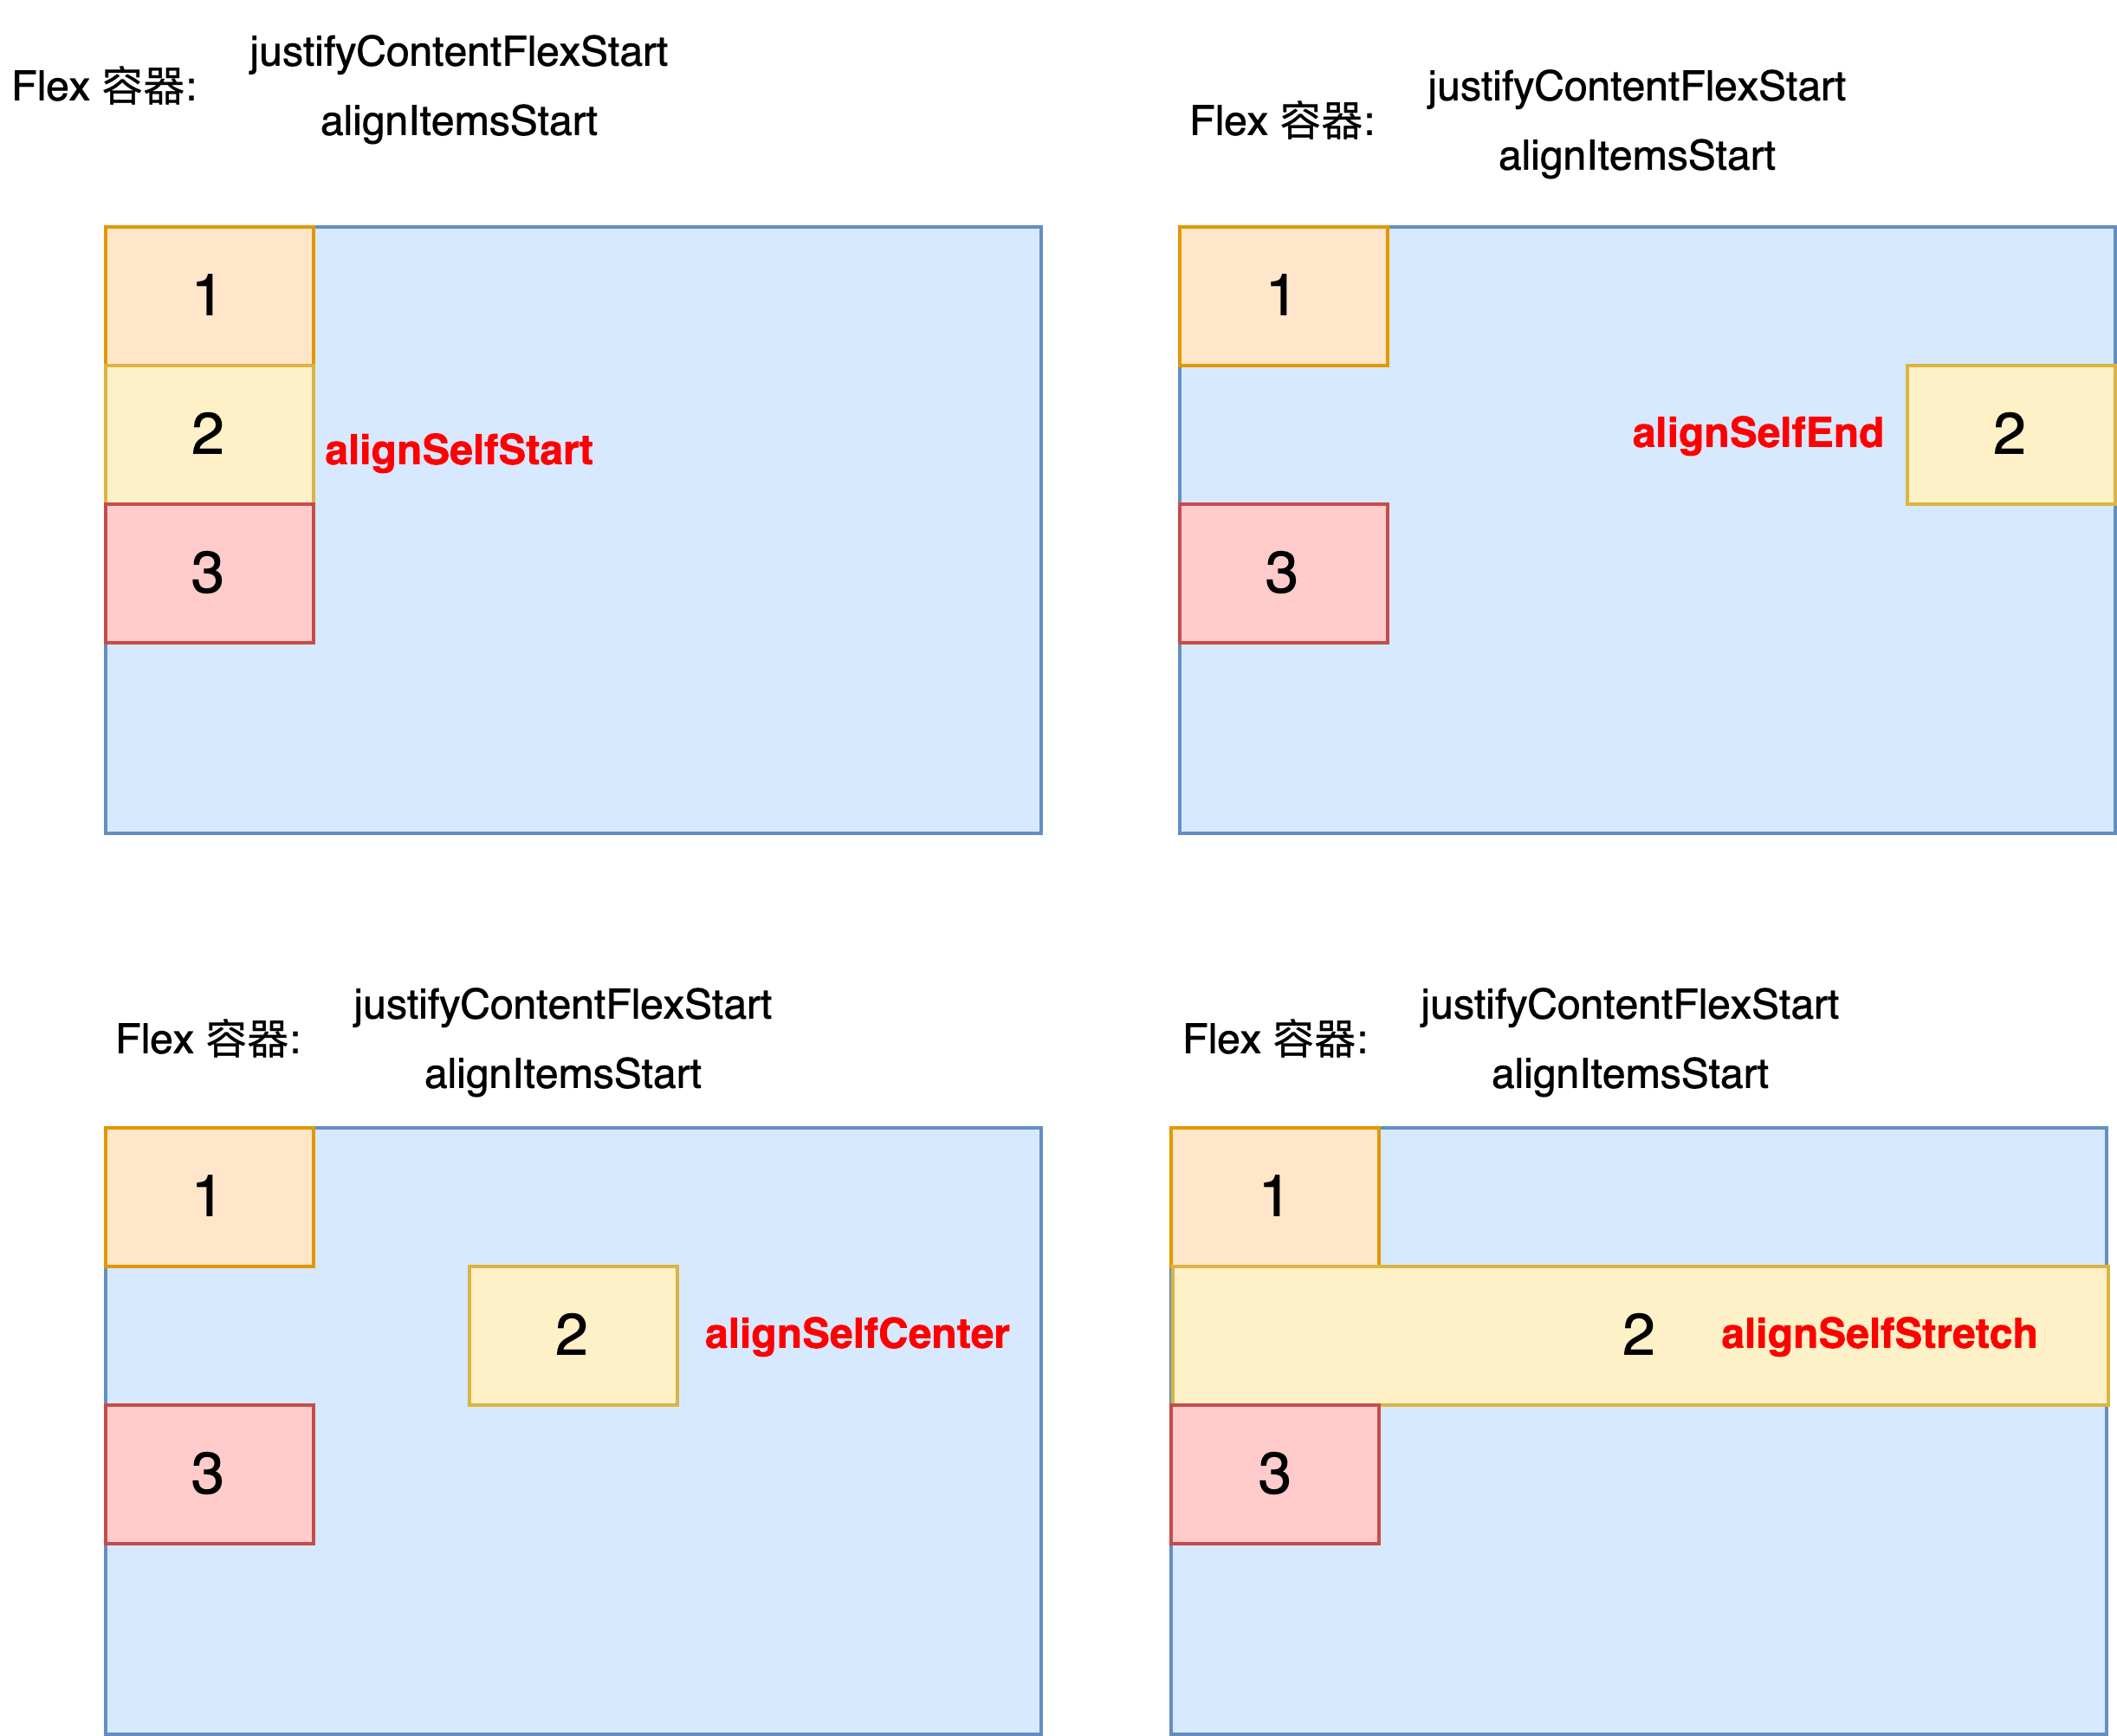 Flex 容器:
justifyContentFlexStart
alignItemsStart
1
2
alignSelfStart
3
Flex 容器:
justifyContentFlexStart
alignItemsStart
1
alignSelfEnd
2
3
Flex 容器:
justifyContentFlexStart
alignItemsStart
1
2
alignSelfCenter
3
Flex 容器:
justifyContentFlexStart
alignItemsStart
1
2
alignSelfStretch
3